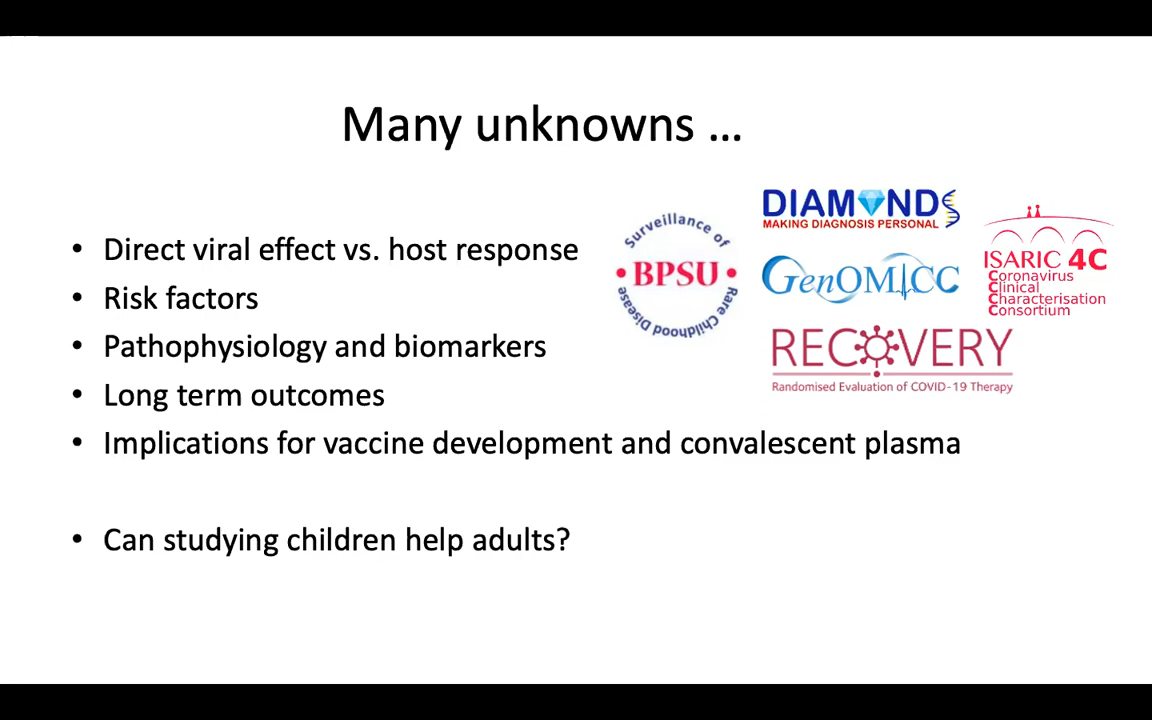 Many unknowns ...
• Direct viral effect vs. host response
• Risk factors
• Pathophysiology and biomarkers
• Long term outcomes
• Implications for vaccine development and convalescent plasma
• Can studying children help adults?
Surveillance of
• BPSU •
Rare Childhood Disease
DIAMONDS
MAKING DIAGNOSIS PERSONAL
GenOMICC
ISARIC 4C
Coronavirus
Clinical
Characterisation
Consortium
RECOVERY
Randomised Evaluation of COVID-19 Therapy